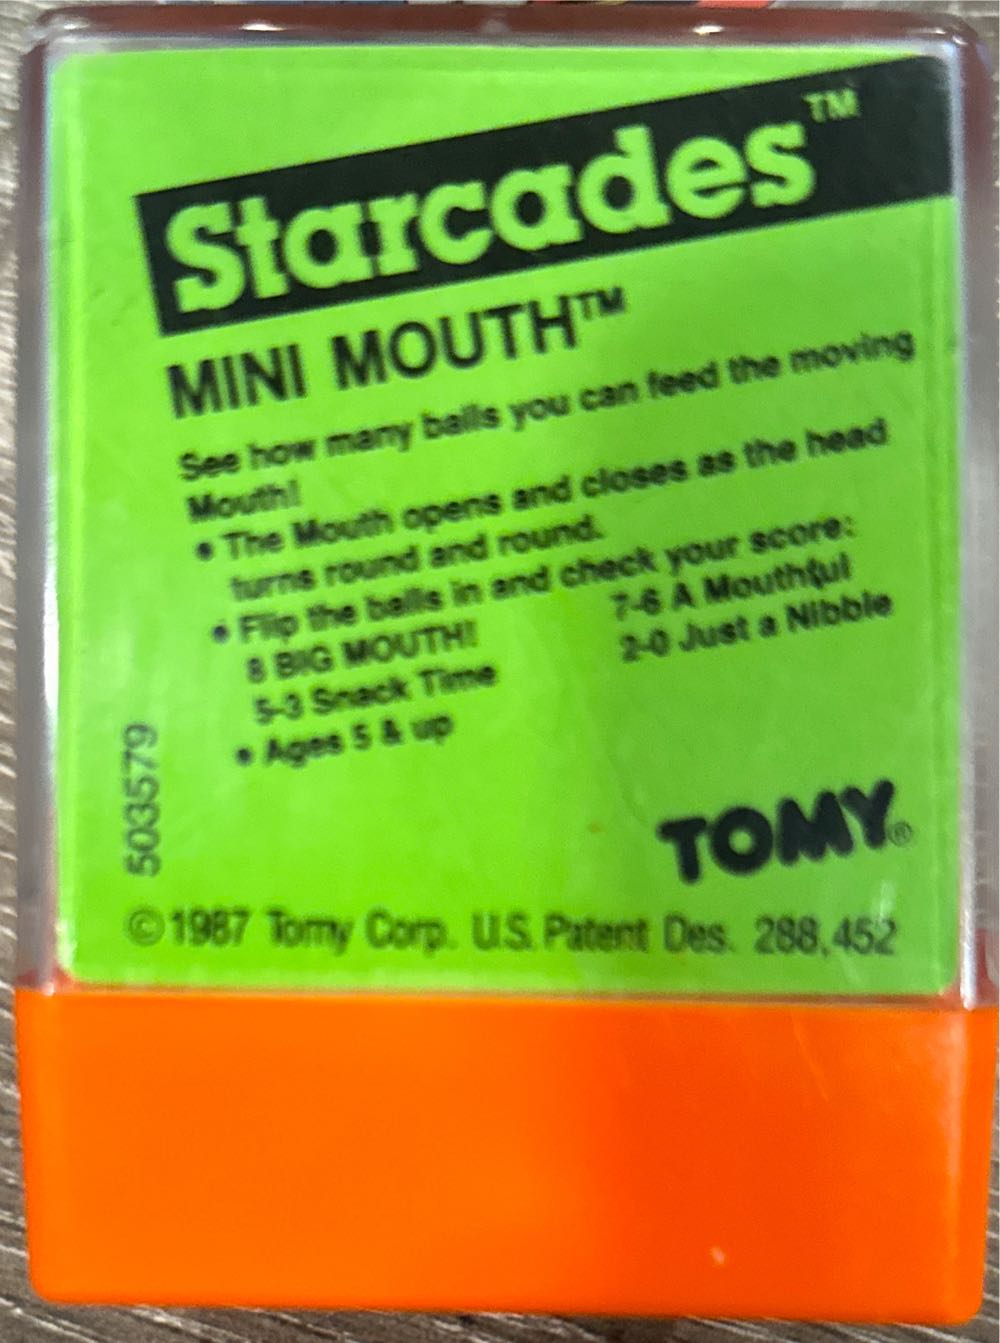 Starcades™
MINI MOUTH™
See how many balls you can feed the moving
Mouth!
• The Mouth opens and closes as the head
turns round and round.
• Flip the balls in and check your score:
8 BIG MOUTH! 7-6 A Mouthful
5-3 Snack Time 2-0 Just a Nibble
• Ages 5 & up
503579
TOMY®
©1987 Tomy Corp. U.S. Patent Des. 288,452